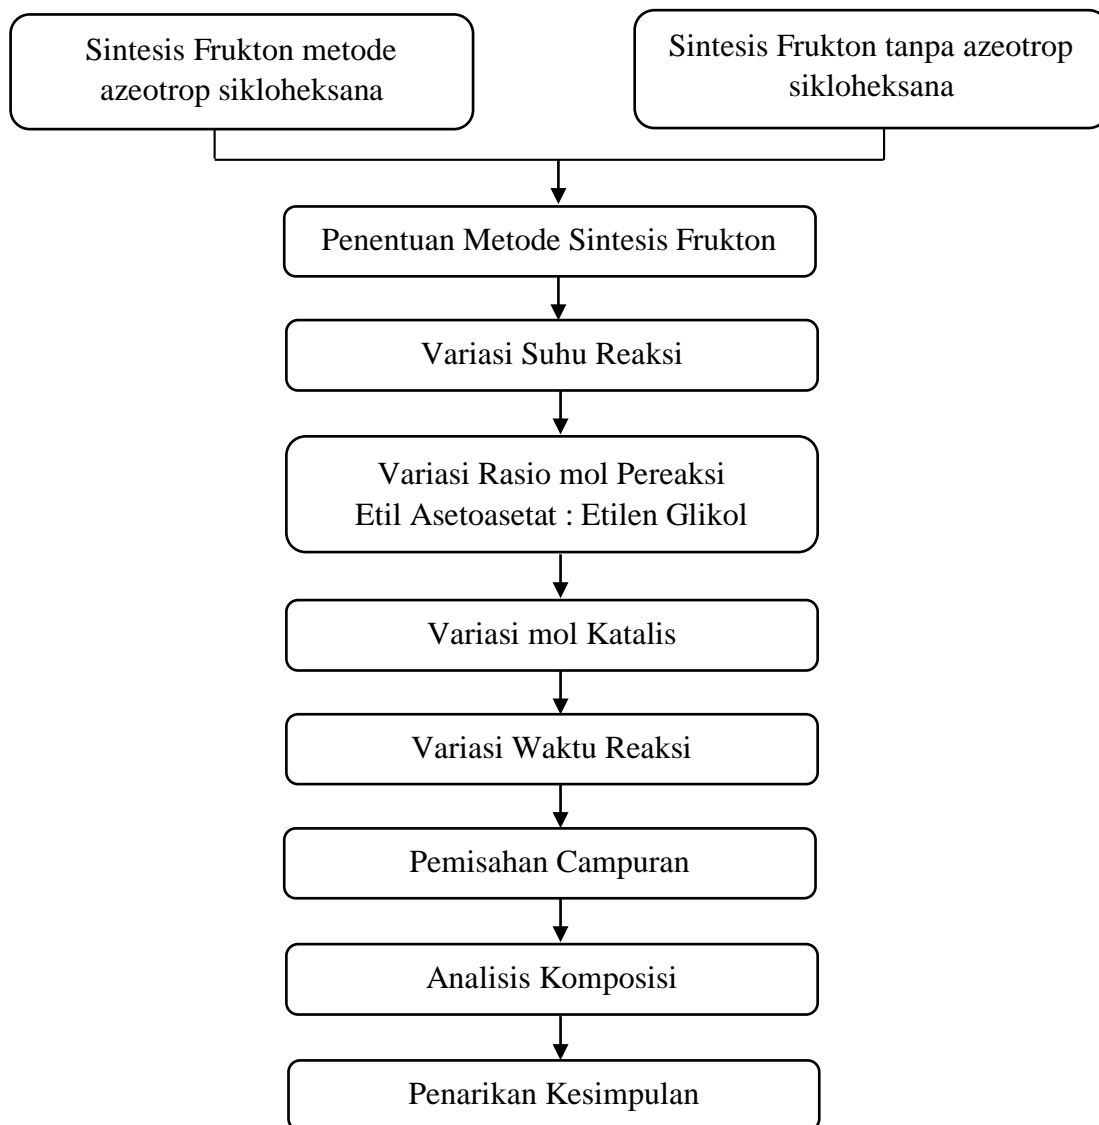 Sintesis Frukton metode
azeotrop sikloheksana
Sintesis Frukton tanpa azeotrop
sikloheksana
Penentuan Metode Sintesis Frukton
Variasi Suhu Reaksi
Variasi Rasio mol Pereaksi
Etil Asetoasetat : Etilen Glikol
Variasi mol Katalis
Variasi Waktu Reaksi
Pemisahan Campuran
Analisis Komposisi
Penarikan Kesimpulan